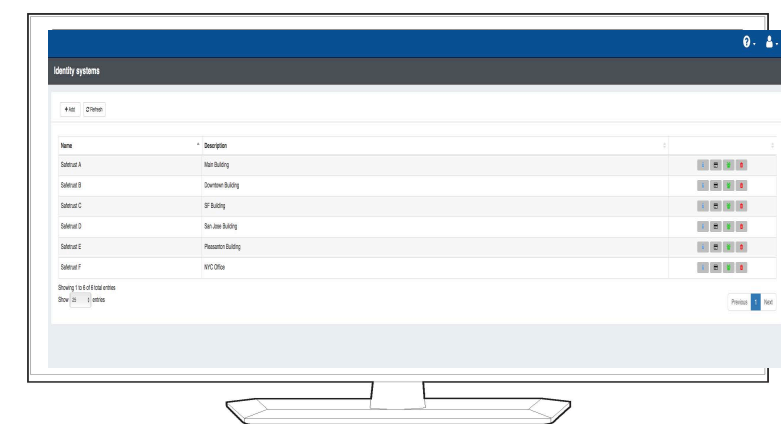 Identity systems
Add Refresh
Name Description
Safetrust A Main Building
Safetrust B Downtown Building
Safetrust C SF Building
Safetrust D San Jose Building
Safetrust E Pleasanton Building
Safetrust F NYC Office
Showing 1 to 6 of 6 total entries
Show 25 entries
Previous 1 Next